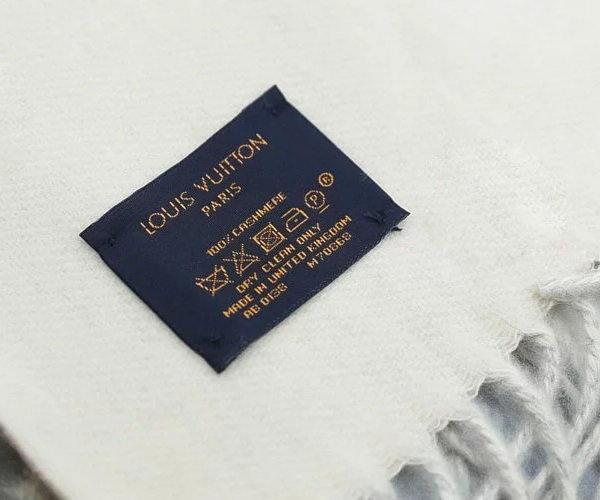 LOUIS VUITTON
PARIS
100% CASHMERE
P
DRY CLEAN ONLY
MADE IN UNITED KINGDOM
AB 0138 M70868